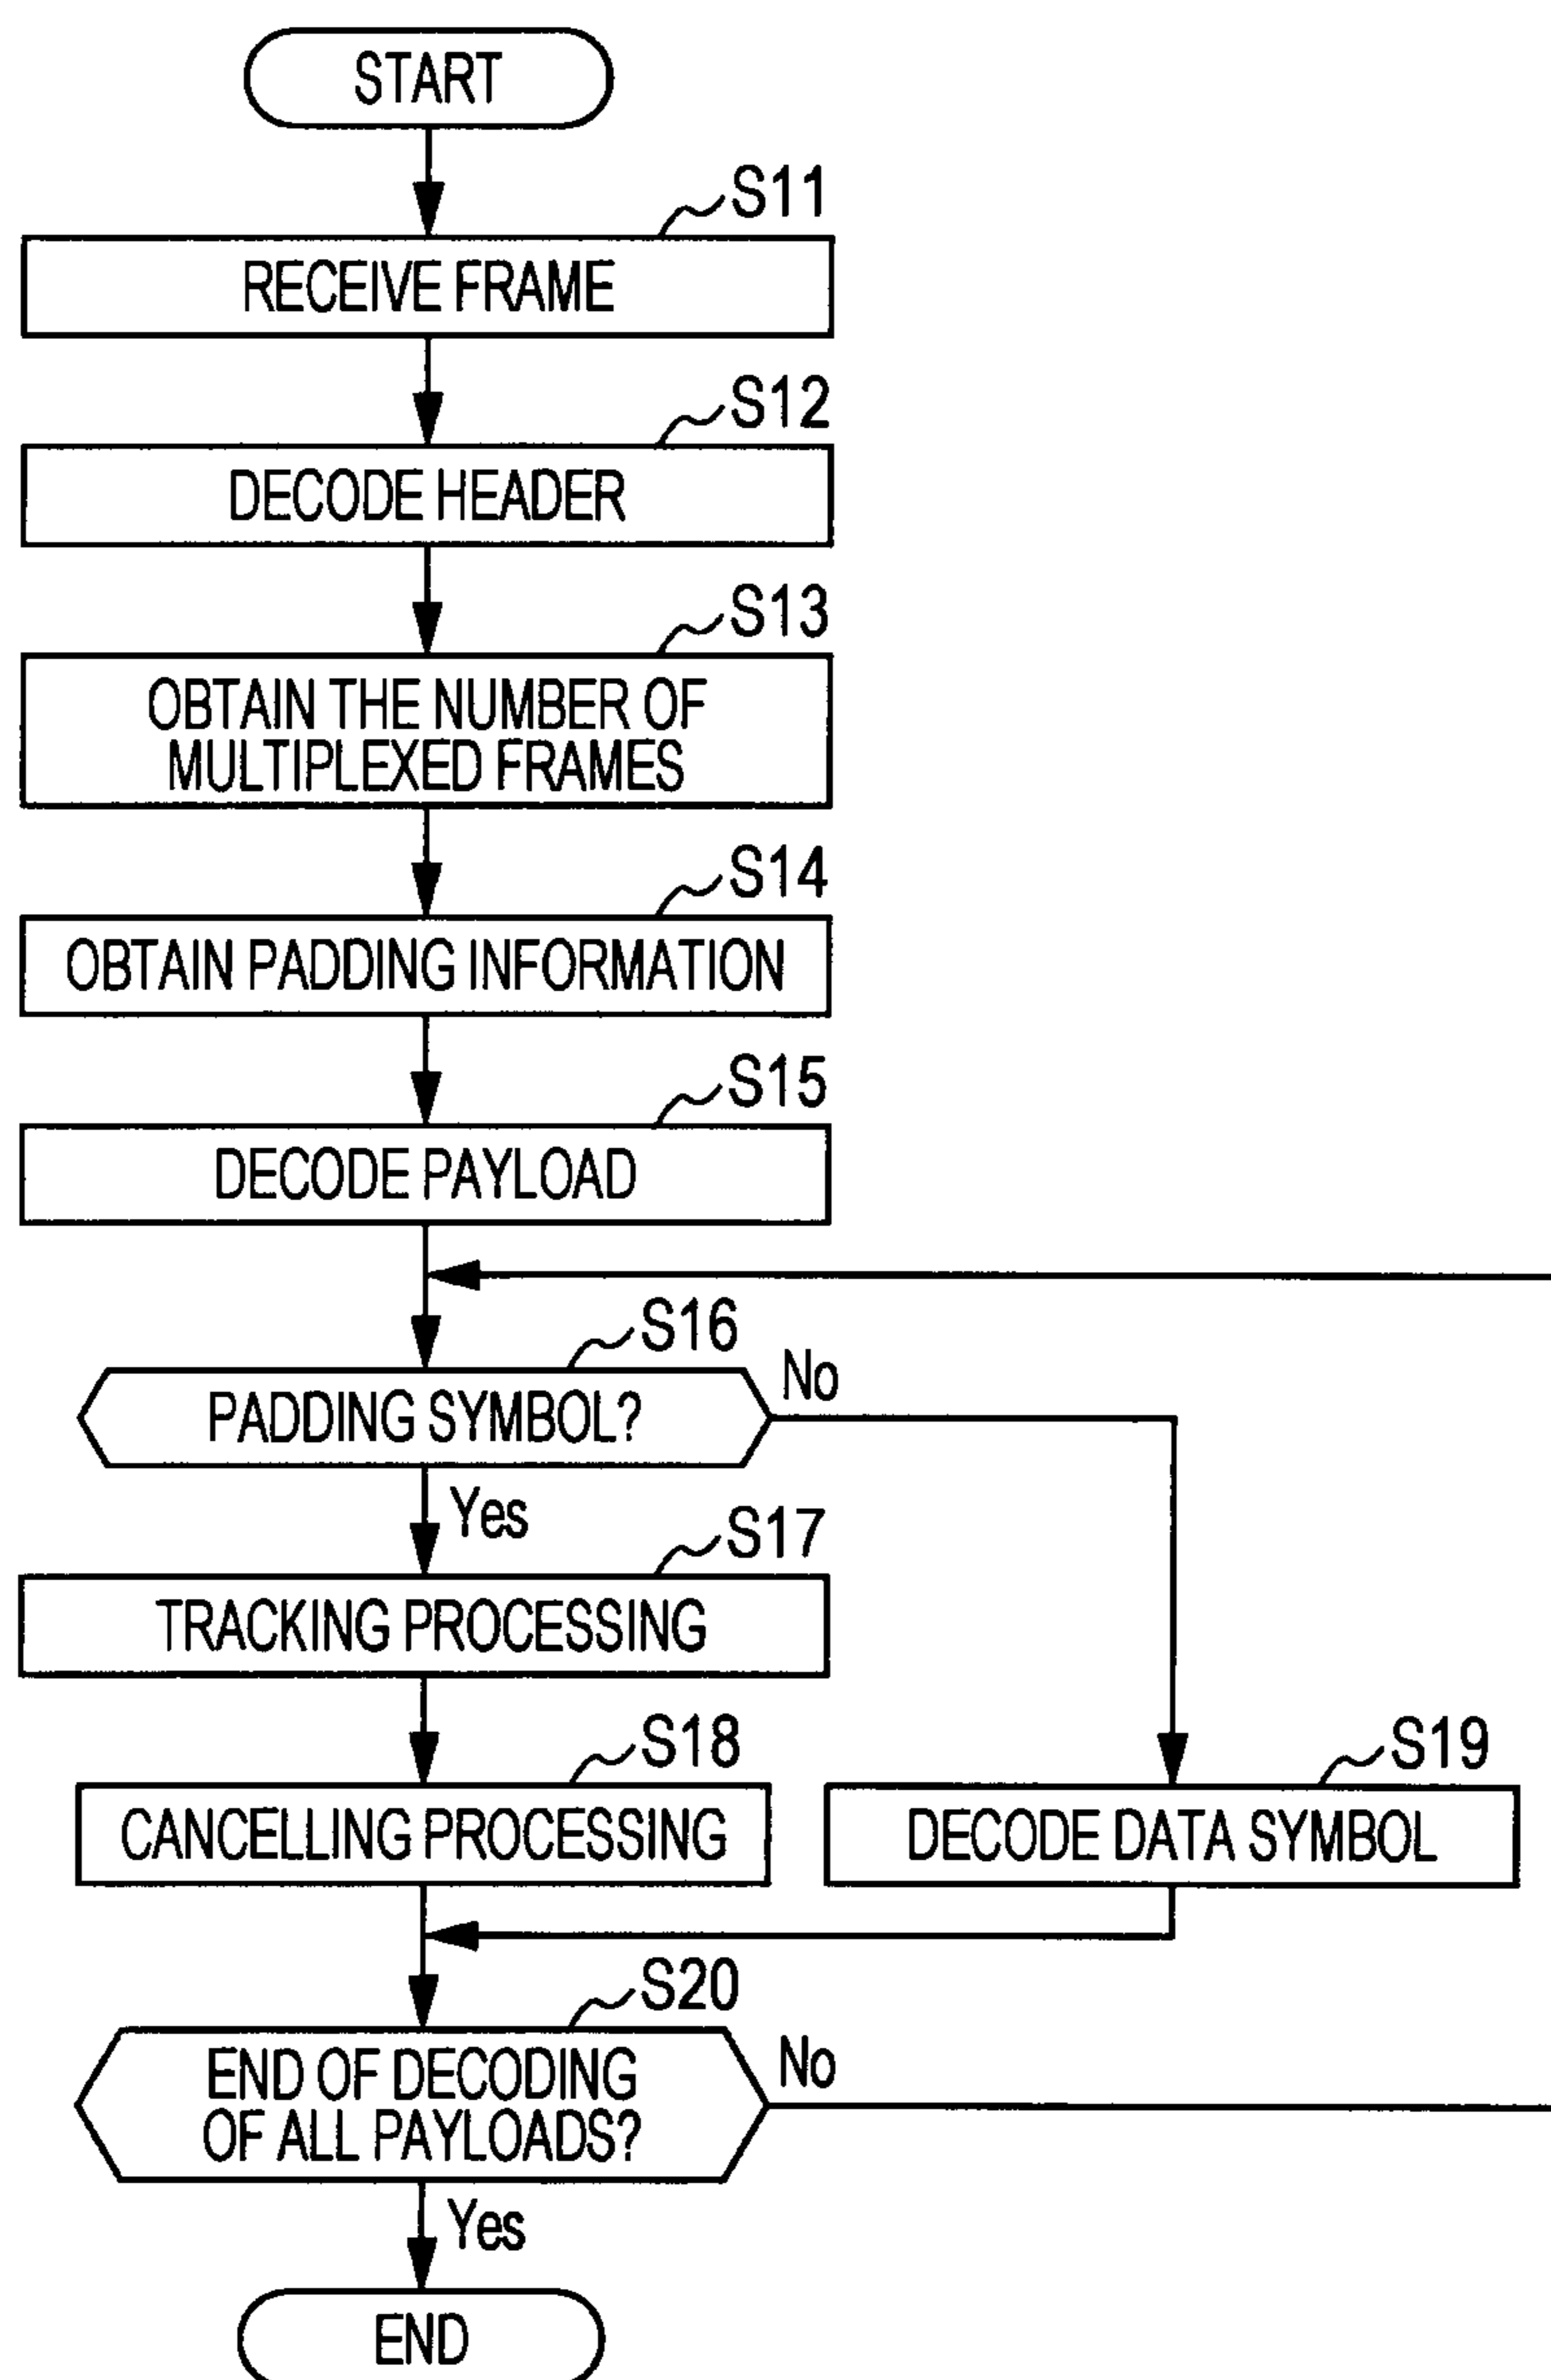 START
S11
RECEIVE FRAME
S12
DECODE HEADER
S13
OBTAIN THE NUMBER OF
MULTIPLEXED FRAMES
S14
OBTAIN PADDING INFORMATION
S15
DECODE PAYLOAD
S16
PADDING SYMBOL?
No
Yes
S17
TRACKING PROCESSING
S18
CANCELLING PROCESSING
S19
DECODE DATA SYMBOL
S20
END OF DECODING
OF ALL PAYLOADS?
No
Yes
END